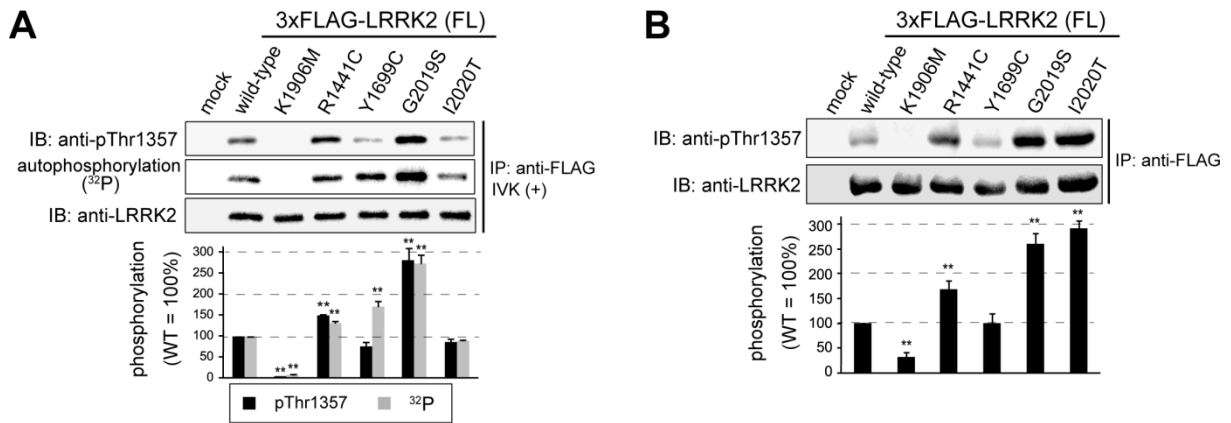 A
3xFLAG-LRRK2 (FL)
mock
wild-type
K1906M
R1441C
Y1699C
G2019S
I2020T
IB: anti-pThr1357
autophosphorylation
(32P)
IB: anti-LRRK2
IP: anti-FLAG
IVK (+)
phosphorylation
(WT = 100%)
300
200
150
100
50
0
** ** ** ** ** ** **
pThr1357
32P
B
3xFLAG-LRRK2 (FL)
mock
wild-type
K1906M
R1441C
Y1699C
G2019S
I2020T
IB: anti-pThr1357
IB: anti-LRRK2
IP: anti-FLAG
phosphorylation
(WT = 100%)
300
200
150
100
50
0
** ** ** **